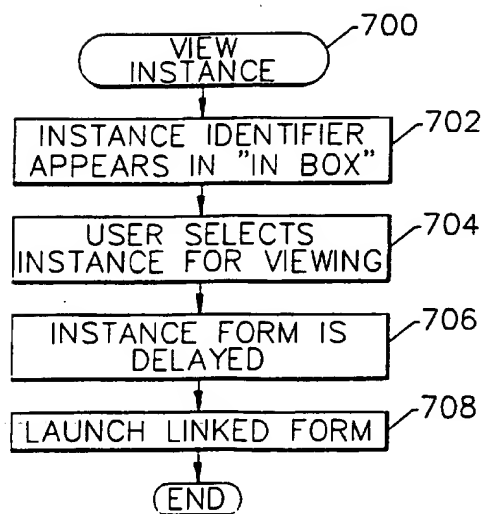 VIEW
INSTANCE
700
INSTANCE IDENTIFIER
APPEARS IN "IN BOX"
702
USER SELECTS
INSTANCE FOR VIEWING
704
INSTANCE FORM IS
DELAYED
706
LAUNCH LINKED FORM
708
END